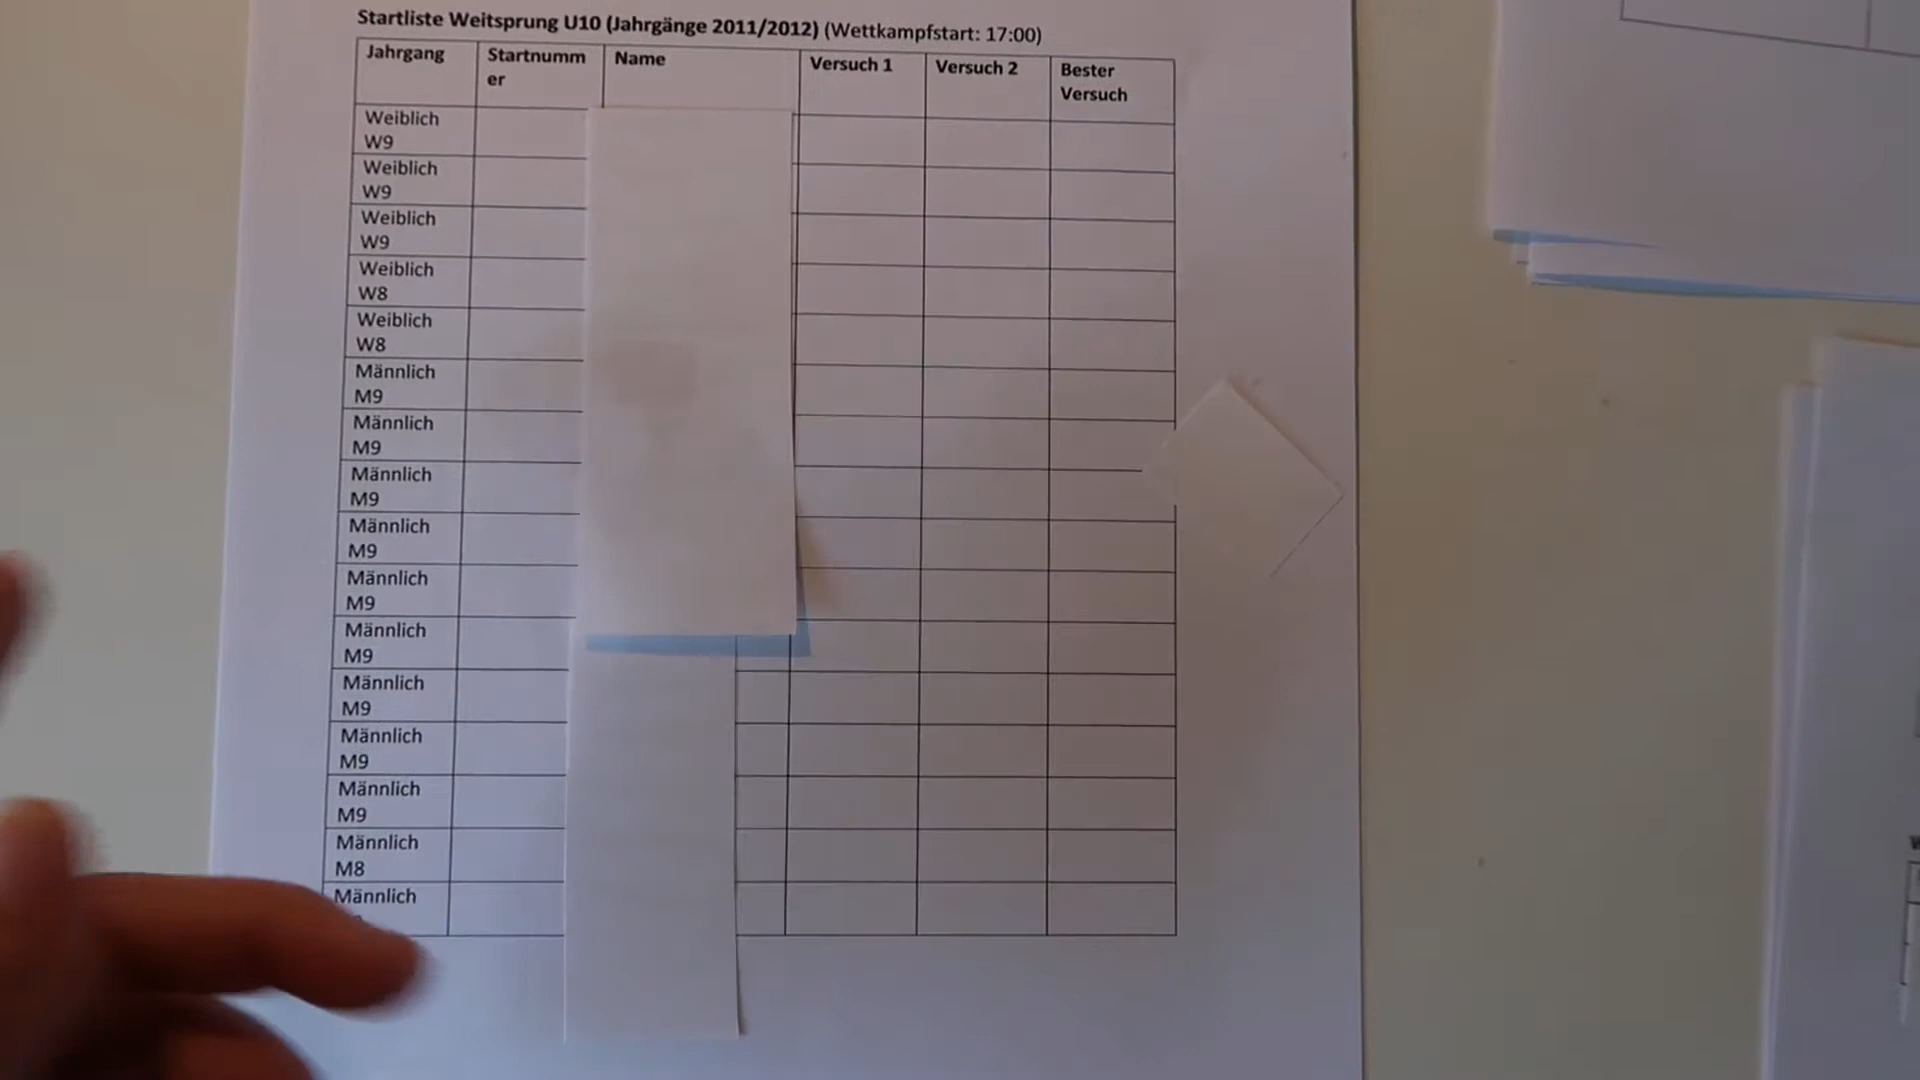 Startliste Weitsprung U10 (Jahrgänge 2011/2012) (Wettkampfstart: 17:00)
Jahrgang Startnumm Name Versuch 1 Versuch 2 Bester
er Versuch
Weiblich
W9
Weiblich
W9
Weiblich
W9
Weiblich
W8
Weiblich
W8
Männlich
M9
Männlich
M9
Männlich
M9
Männlich
M9
Männlich
M9
Männlich
M9
Männlich
M9
Männlich
M9
Männlich
M9
Männlich
M8
Männlich